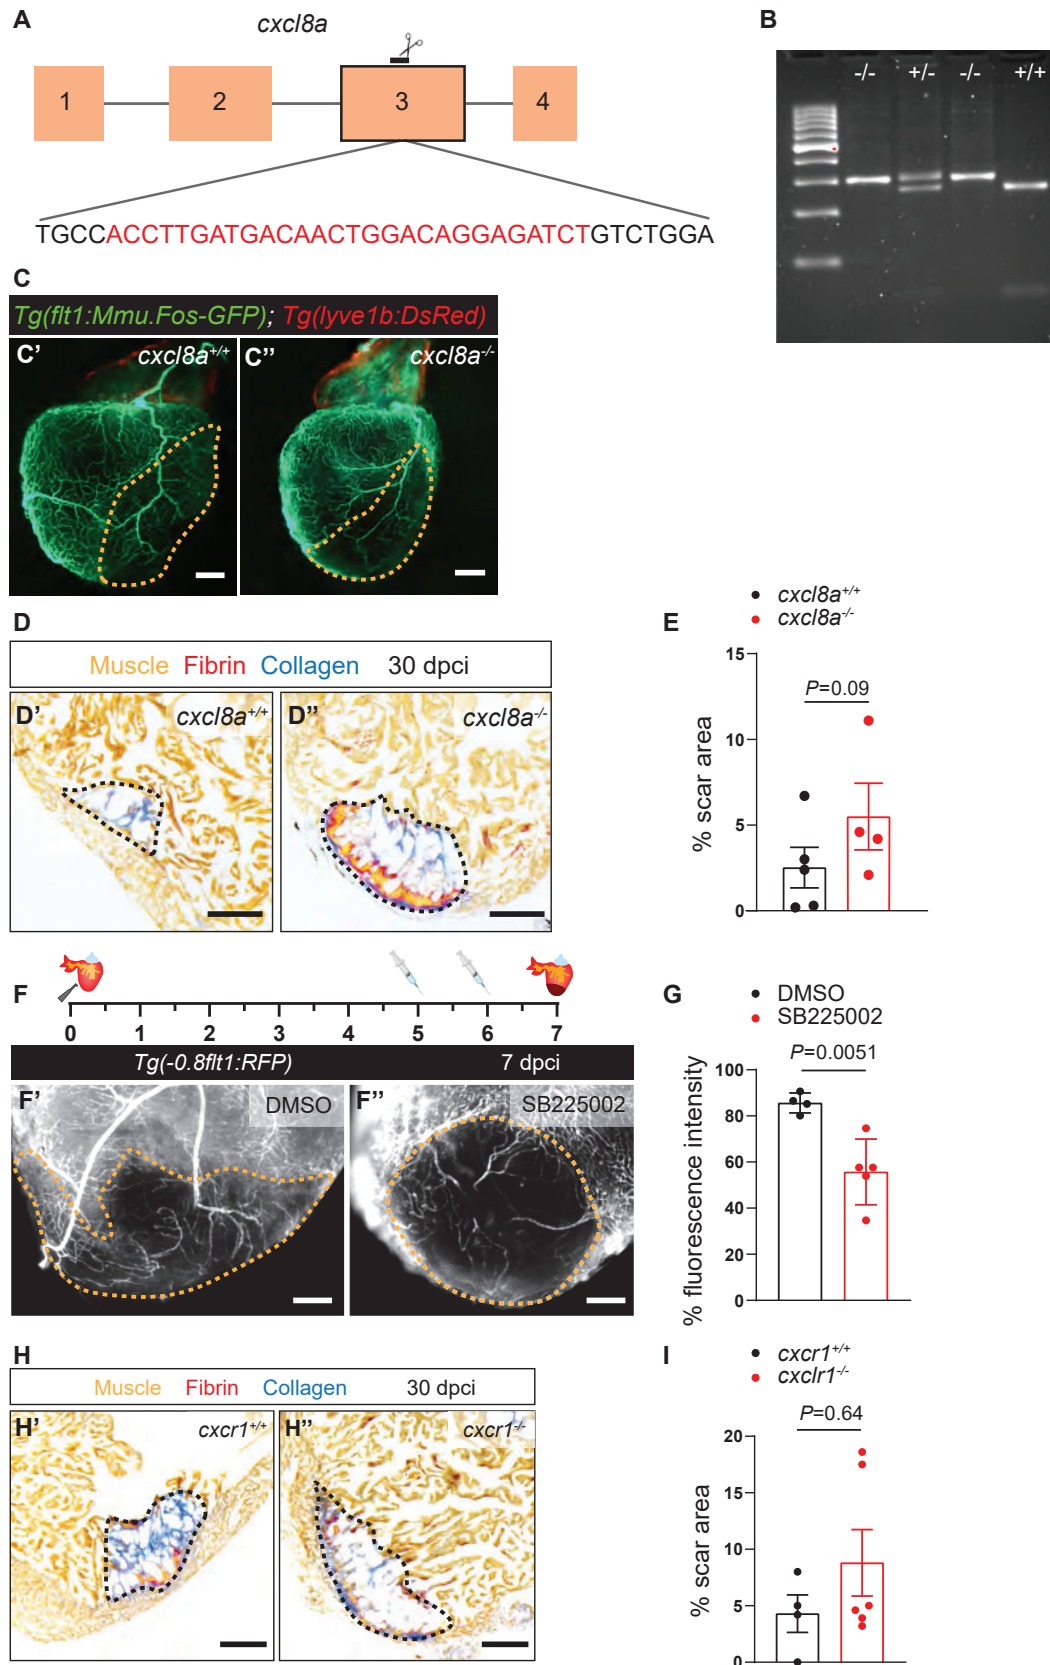 A
cxcl8a
1 2 3 4
TGCCACCTTGATGACAACTGGACAGGAGATCTGTCTGGA
B
-/- +/- -/- +/+
C
Tg(flt1:Mmu.Fos-GFP); Tg(lyve1b:DsRed)
C' cxcl8a+/+ C" cxcl8a-/-
D
Muscle Fibrin Collagen 30 dpci
D' cxcl8a+/+ D" cxcl8a-/-
E
cxcl8a+/+
cxcl8a-/-
% scar area
15
10
5
0
P=0.09
F
0 1 2 3 4 5 6 7
Tg(-0.8flt1:RFP) 7 dpci
F' DMSO F" SB225002
G
DMSO
SB225002
% fluorescence intensity
P=0.0051
100
80
60
40
20
0
H
Muscle Fibrin Collagen 30 dpci
H' cxcr1+/+ H" cxcr1-/-
I
cxcr1+/+
cxclr1-/-
% scar area
P=0.64
20
15
10
5
0